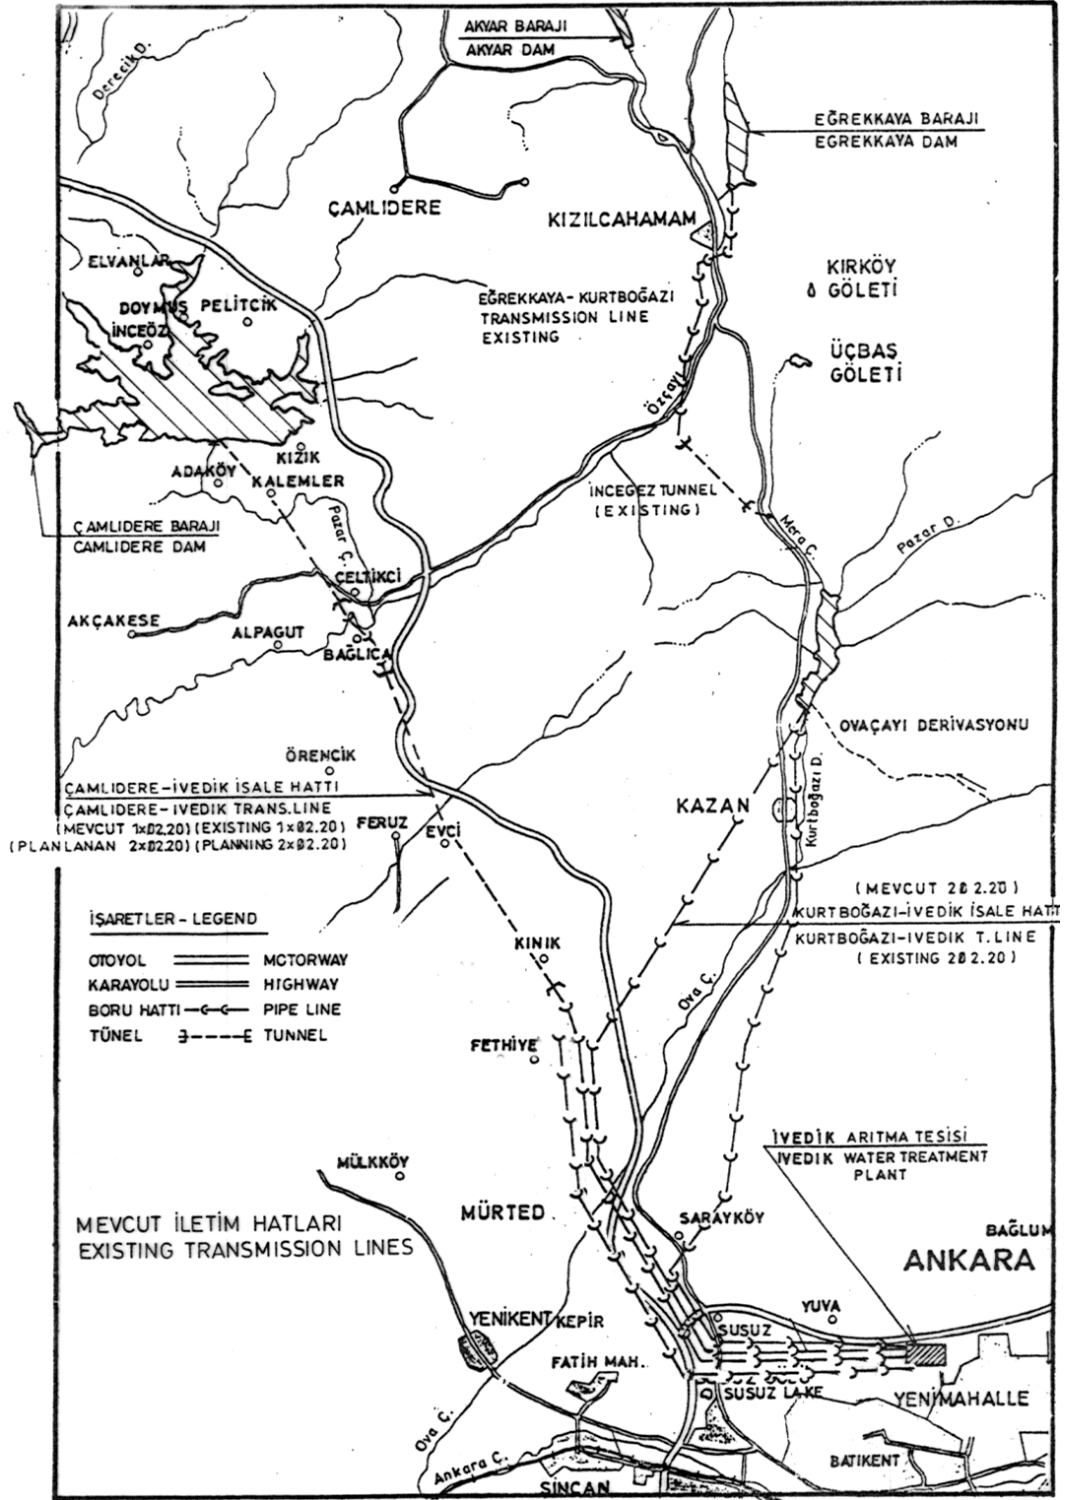 AKYAR BARAJI
AKYAR DAM
Derecik D.
EĞREKKAYA BARAJI
EGREKKAYA DAM
ÇAMLIDERE
KIZILCAHAMAM
ELVANLAR
KIRKÖY
GÖLETİ
DOYMUŞ
PELİTCİK
İNCEÖZ
EĞREKKAYA-KURTBOĞAZI
TRANSMISSION LINE
EXISTING
ÜÇBAŞ
GÖLETİ
Özçayı
KIZIK
ADAKÖY
KALEMLER
İNCEGEZ TUNNEL
(EXISTING)
Pazar Ç.
Mera Ç.
Pazar D.
ÇAMLIDERE BARAJI
CAMLIDERE DAM
ÇELTİKCİ
AKÇAKESE
ALPAGUT
BAĞLICA
OVAÇAYI DERİVASYONU
ÖRENCİK
ÇAMLIDERE-İVEDİK İSALE HATTI
ÇAMLIDERE-IVEDIK TRANS.LINE
(MEVCUT 1xØ2.20) (EXISTING 1xØ2.20)
(PLANLANAN 2xØ2.20) (PLANNING 2xØ2.20)
KAZAN
Kurtboğazı D.
FERUZ
EVCİ
(MEVCUT 2Ø2.20)
KURTBOĞAZI-İVEDİK İSALE HATT
KURTBOĞAZI-IVEDIK T.LINE
(EXISTING 2Ø2.20)
İŞARETLER-LEGEND
OTOYOL MOTORWAY
KARAYOLU HIGHWAY
BORU HATTI PIPE LINE
TÜNEL TUNNEL
KINIK
Ova Ç.
FETHİYE
İVEDİK ARITMA TESİSİ
IVEDIK WATER TREATMENT
PLANT
MÜLKKÖY
MÜRTED
SARAYKÖY
MEVCUT İLETİM HATLARI
EXISTING TRANSMISSION LINES
BAĞLUM
ANKARA
YENİKENT
KEPİR
YUVA
SUSUZ
FATİH MAH.
SUSUZ LAKE
YENİMAHALLE
Ova Ç.
BATIKENT
Ankara Ç.
SİNCAN